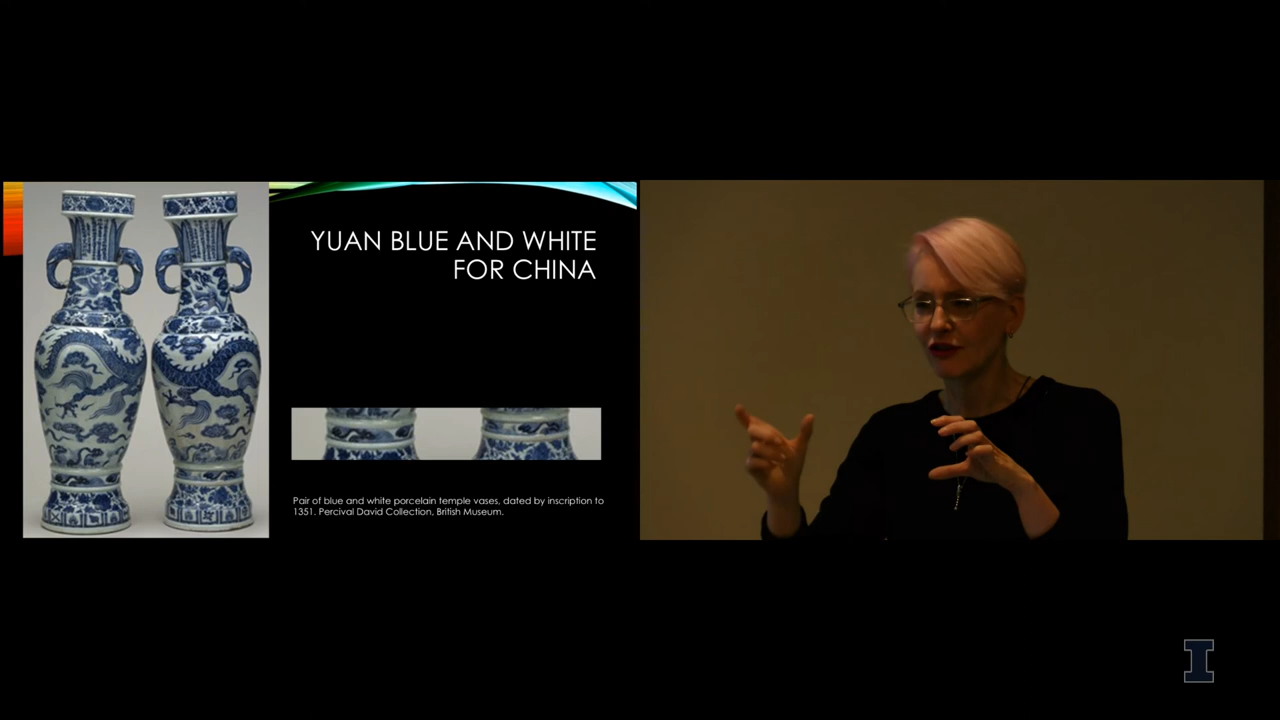 YUAN BLUE AND WHITE
FOR CHINA
Pair of blue and white porcelain temple vases, dated by inscription to
1351. Percival David Collection, British Museum.
I